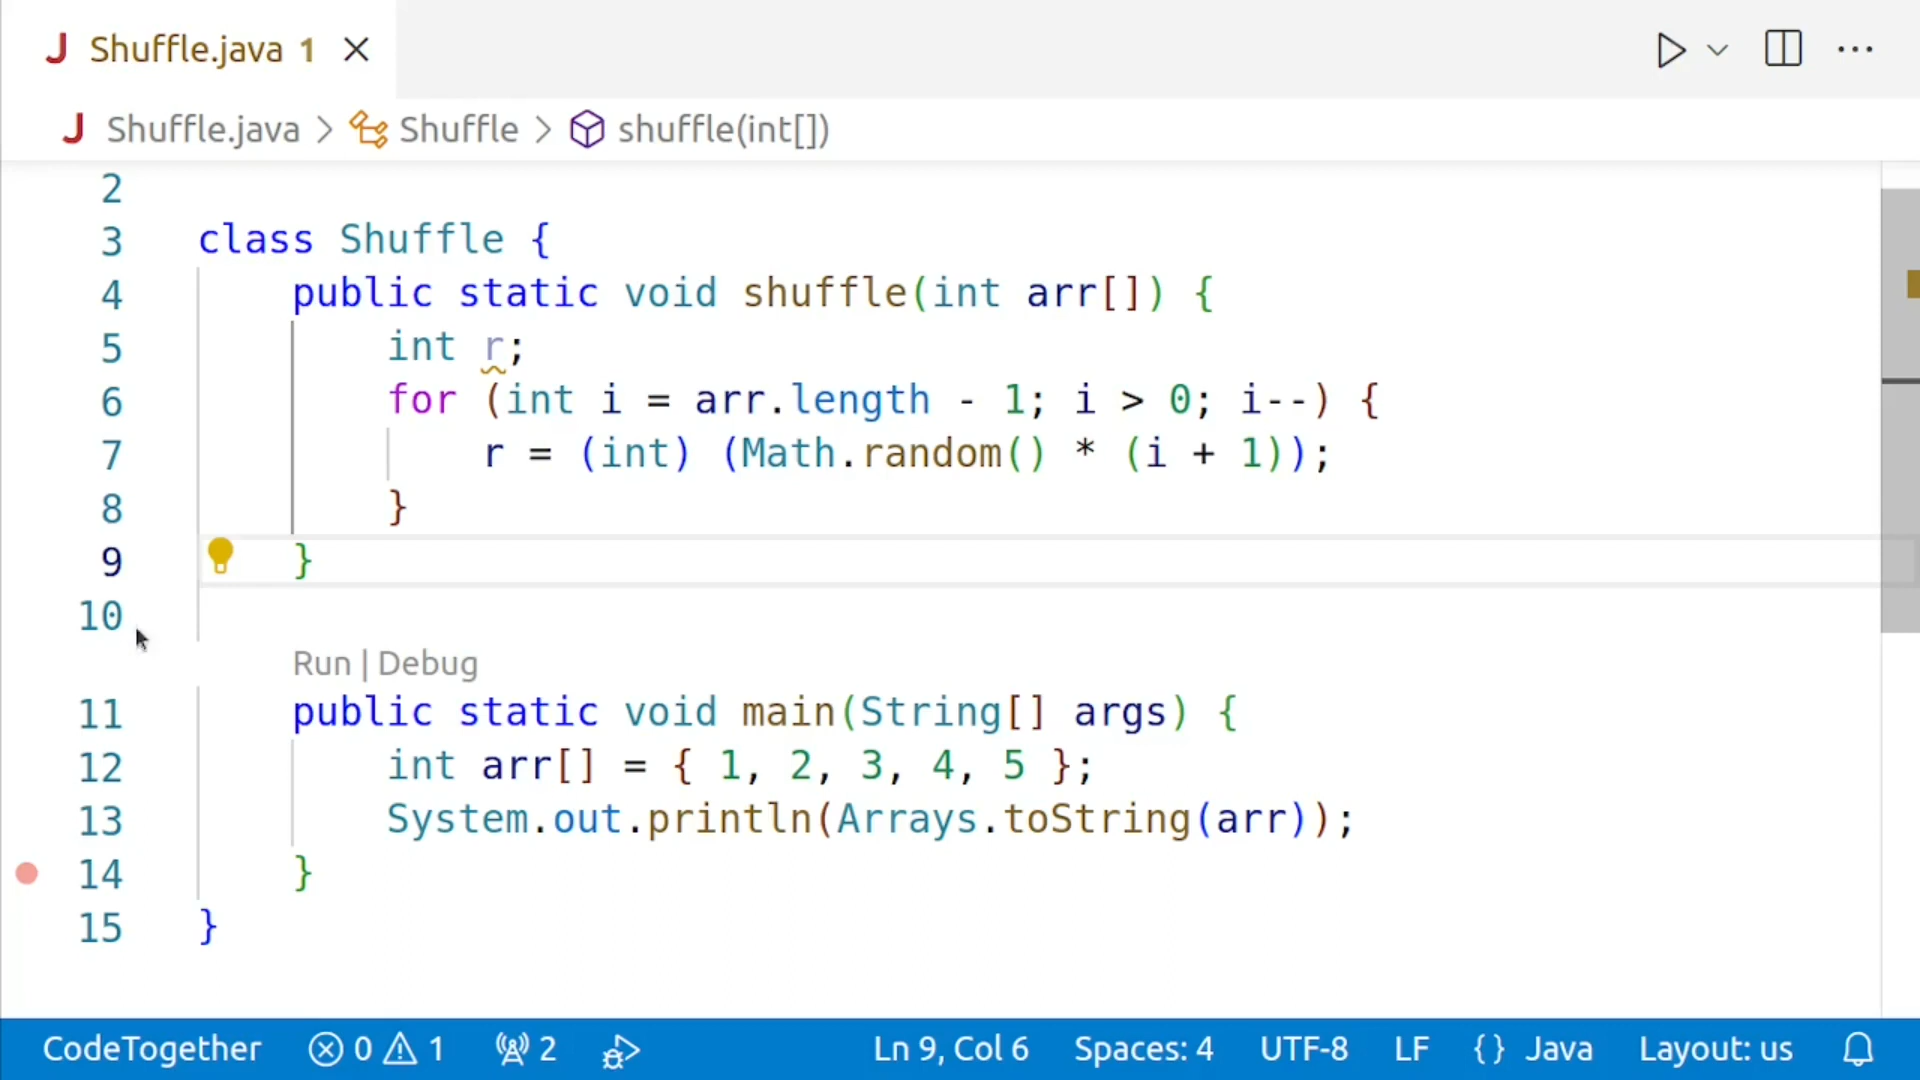 J Shuffle.java 1
J Shuffle.java > Shuffle > shuffle(int[])
2
3 class Shuffle {
4     public static void shuffle(int arr[]) {
5         int r;
6         for (int i = arr.length - 1; i > 0; i--) {
7             r = (int) (Math.random() * (i + 1));
8         }
9     }
10
Run | Debug
11     public static void main(String[] args) {
12         int arr[] = { 1, 2, 3, 4, 5 };
13         System.out.println(Arrays.toString(arr));
14     }
15 }
CodeTogether 0 1 2 Ln 9, Col 6 Spaces: 4 UTF-8 LF {} Java Layout: us